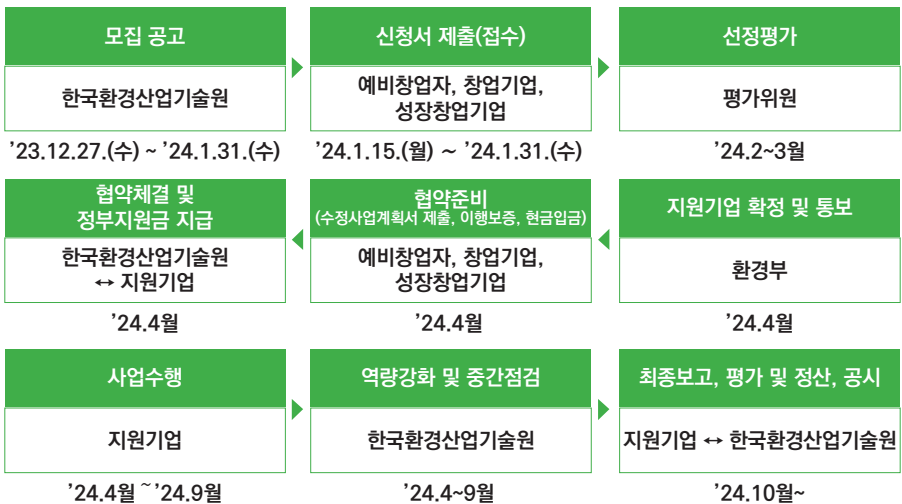 모집 공고
한국환경산업기술원
’23.12.27.(수) ~ ’24.1.31.(수)
신청서 제출(접수)
예비창업자, 창업기업,
성장창업기업
’24.1.15.(월) ~ ’24.1.31.(수)
선정평가
평가위원
’24.2~3월
지원기업 확정 및 통보
환경부
’24.4월
협약준비
(수정사업계획서 제출, 이행보증, 현금입금)
예비창업자, 창업기업,
성장창업기업
’24.4월
협약체결 및
정부지원금 지급
한국환경산업기술원
↔ 지원기업
’24.4월
사업수행
지원기업
’24.4월 ~ ’24.9월
역량강화 및 중간점검
한국환경산업기술원
’24.4~9월
최종보고, 평가 및 정산, 공시
지원기업 ↔ 한국환경산업기술원
’24.10월~